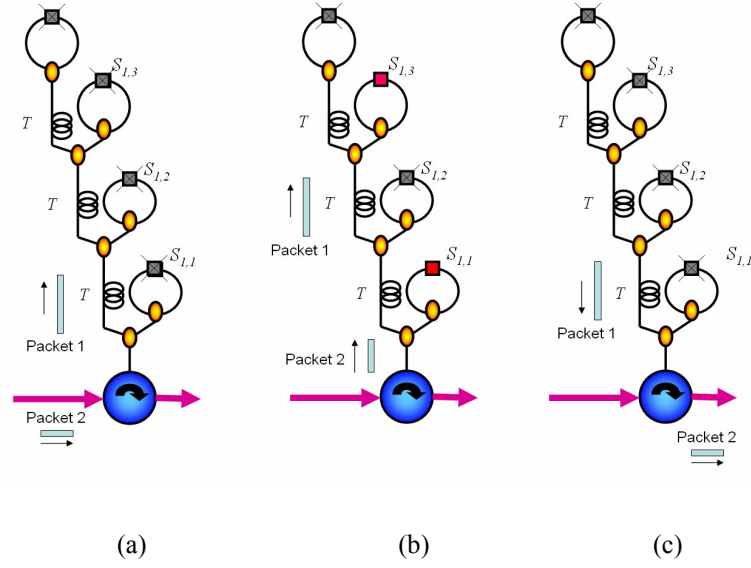 S1,3
T
S1,2
T
S1,1
T
Packet 1
Packet 2
(a)
S1,3
T
S1,2
T
Packet 1
S1,1
T
Packet 2
(b)
S1,3
T
S1,2
T
S1,1
T
Packet 1
Packet 2
(c)